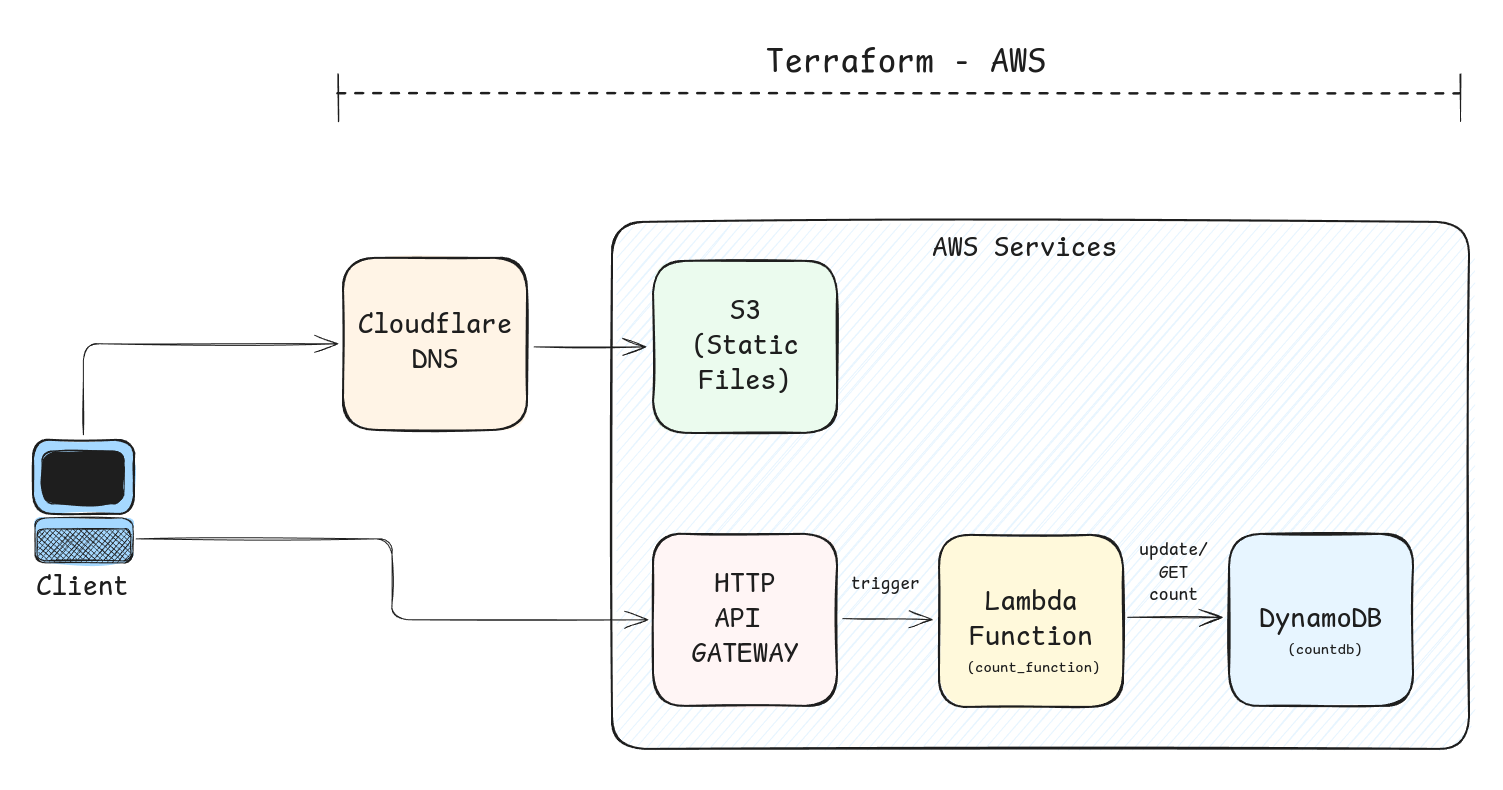 Terraform - AWS
AWS Services
Cloudflare
DNS
S3
(Static
Files)
Client
HTTP
API
GATEWAY
trigger
Lambda
Function
(count_function)
update/
GET
count
DynamoDB
(countdb)